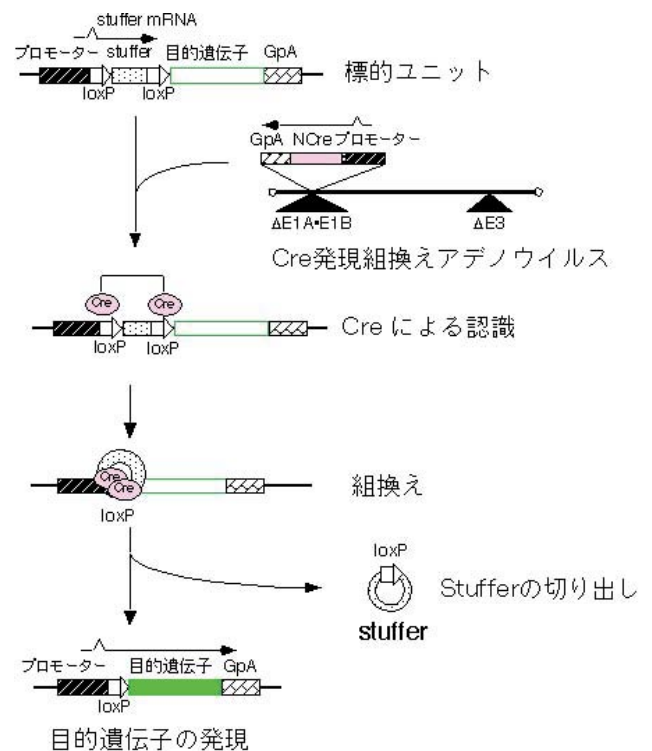 stuffer mRNA
プロモーター stuffer 目的遺伝子 GpA
loxP loxP
標的ユニット
GpA NCreプロモーター
ΔE1A•E1B ΔE3
Cre発現組換えアデノウイルス
Cre Cre
loxP loxP
Creによる認識
Cre
Cre
loxP
組換え
loxP
Stufferの切り出し
stuffer
プロモーター 目的遺伝子 GpA
loxP
目的遺伝子の発現